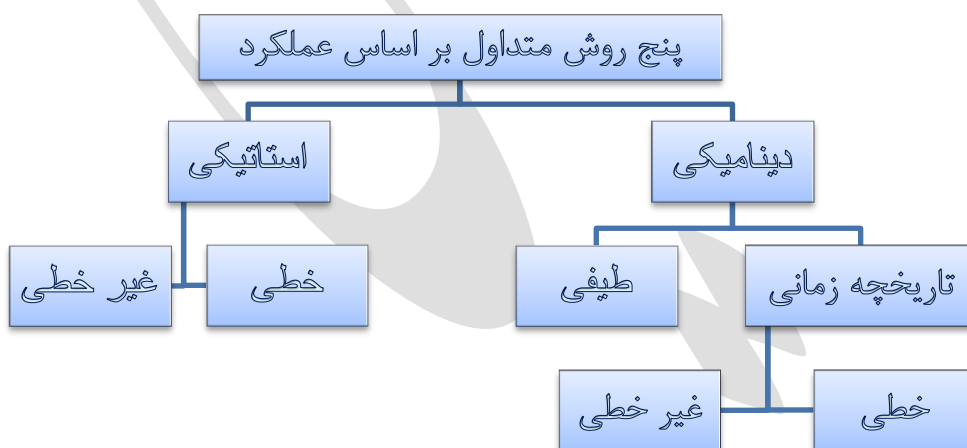 پنج روش متداول بر اساس عملکرد
دینامیکی
استاتیکی
تاریخچه زمانی
طیفی
خطی
غیر خطی
خطی
غیر خطی